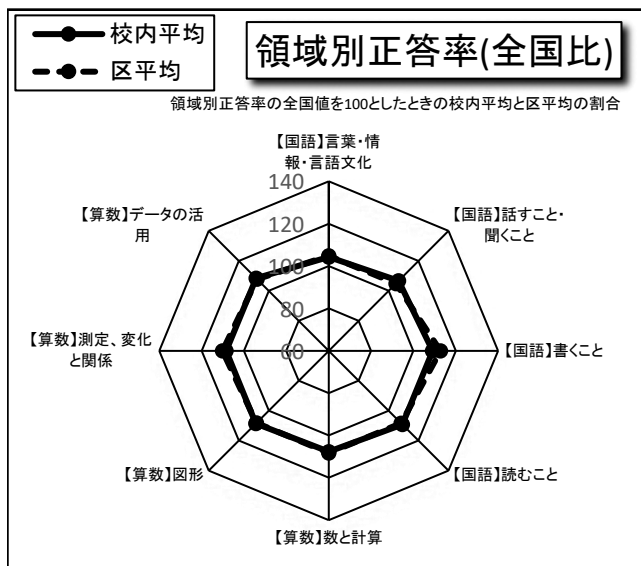 校内平均
区平均
領域別正答率(全国比)
領域別正答率の全国値を100としたときの校内平均と区平均の割合
【国語】言葉・情
報・言語文化
【国語】話すこと・
聞くこと
【国語】書くこと
【国語】読むこと
【算数】数と計算
【算数】図形
【算数】測定、変化
と関係
【算数】データの活
用
140
120
100
80
60